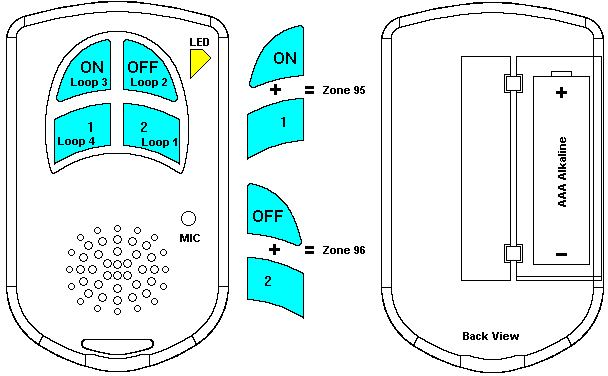 LED
ON
Loop 3
OFF
Loop 2
1
Loop 4
2
Loop 1
MIC
ON
+ = Zone 95
1
OFF
+ = Zone 96
2
+
AAA Alkaline
–
Back View